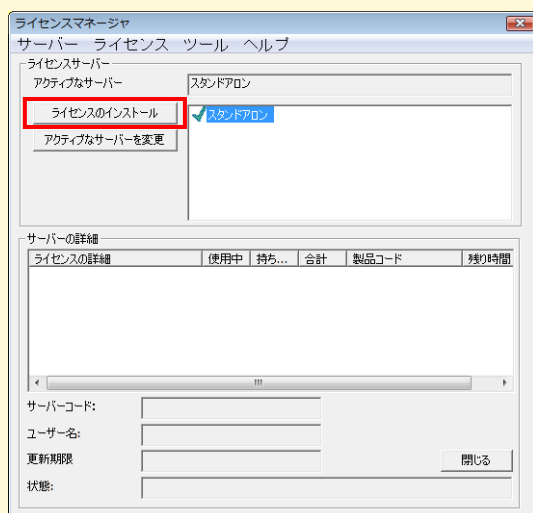 ライセンスマネージャ
サーバー ライセンス ツール ヘルプ
ライセンスサーバー
アクティブなサーバー スタンドアロン
ライセンスのインストール スタンドアロン
アクティブなサーバーを変更
サーバーの詳細
ライセンスの詳細 使用中 持ち... 合計 製品コード 残り時間
サーバーコード:
ユーザー名:
更新期限
閉じる
状態: